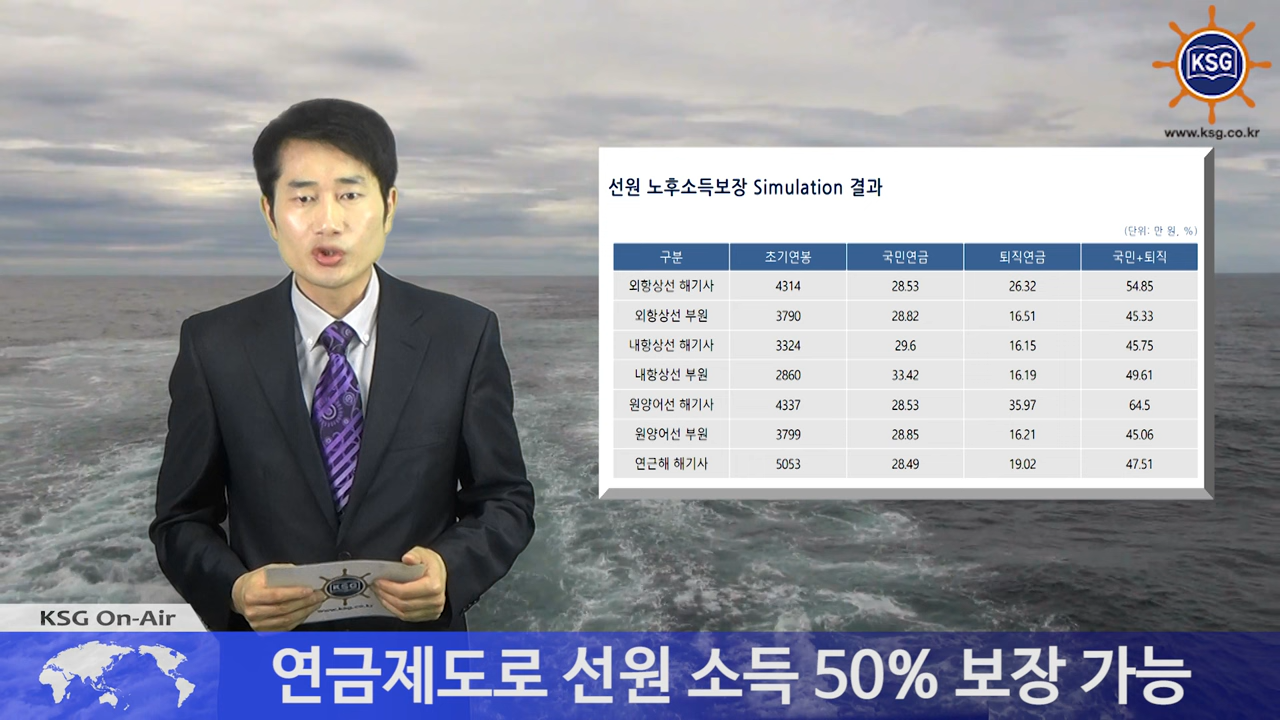 KSG
www.ksg.co.kr
선원 노후소득보장 Simulation 결과
(단위: 만 원, %)
구분 초기연봉 국민연금 퇴직연금 국민+퇴직
외항상선 해기사 4314 28.53 26.32 54.85
외항상선 부원 3790 28.82 16.51 45.33
내항상선 해기사 3324 29.6 16.15 45.75
내항상선 부원 2860 33.42 16.19 49.61
원양어선 해기사 4337 28.53 35.97 64.5
원양어선 부원 3799 28.85 16.21 45.06
연근해 해기사 5053 28.49 19.02 47.51
KSG
www.ksg.co.kr
KSG On-Air
연금제도로 선원 소득 50% 보장 가능